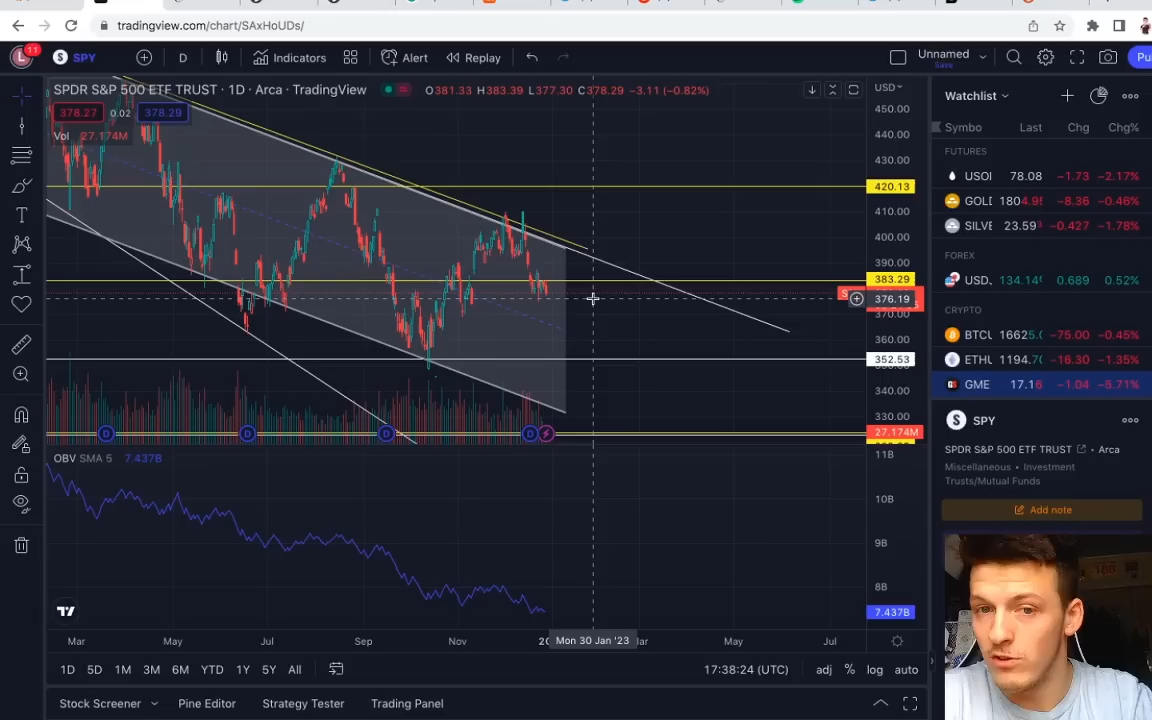 tradingview.com/chart/SAxHoUDs/
L 11 S SPY D Indicators Alert Replay Unnamed Save
SPDR S&P 500 ETF TRUST · 1D · Arca · TradingView O381.33 H383.39 L377.30 C378.29 −3.11 (−0.82%)
378.27 0.02 378.29
Vol 27.174M
USD
450.00
440.00
430.00
420.13
410.00
400.00
390.00
383.29
376.19
370.00
360.00
352.53
340.00
330.00
27.174M
D D D D
OBV SMA 5 7.437B
11B
10B
9B
8B
7.437B
Mar May Jul Sep Nov Mon 30 Jan '23 May Jul
1D 5D 1M 3M 6M YTD 1Y 5Y All 17:38:24 (UTC) adj % log auto
Stock Screener Pine Editor Strategy Tester Trading Panel
Watchlist
Symbo Last Chg Chg%
FUTURES
USOI 78.08 −1.73 −2.17%
GOLD −8.36 −0.46%
SILVE 23.593 −0.427 −1.78%
FOREX
USD. 134.149 0.689 0.52%
CRYPTO
BTCU −75.00 −0.45%
ETHU −16.30 −1.35%
GME 17.16 −1.04 −5.71%
S SPY
SPDR S&P 500 ETF TRUST Arca
Miscellaneous • Investment
Trusts/Mutual Funds
Add note